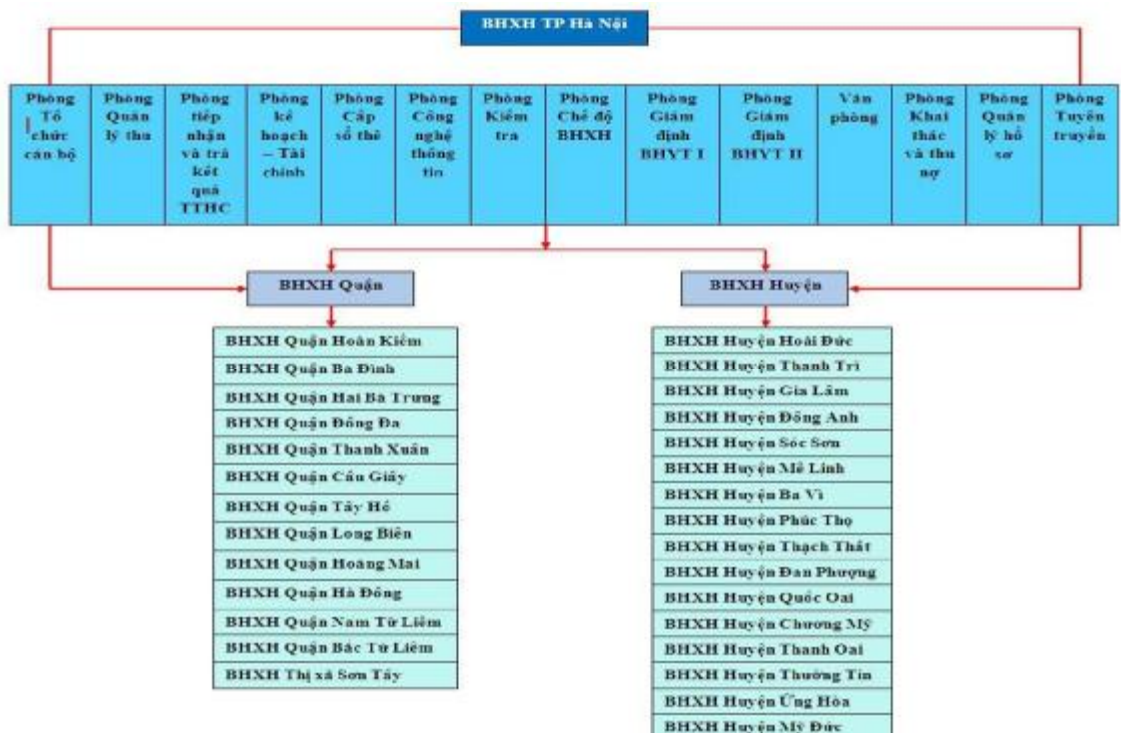 BHXH TP Hà Nội
Phòng
Tổ
chức
cán bộ
Phòng
Quản
lý thu
Phòng
tiếp
nhận
và trả
kết
quả
TTHC
Phòng
kế
hoạch
– Tài
chính
Phòng
Cấp
sổ thẻ
Phòng
Công
nghệ
thông
tin
Phòng
Kiểm
tra
Phòng
Chế độ
BHXH
Phòng
Giám
định
BHYT I
Phòng
Giám
định
BHYT II
Văn
phòng
Phòng
Khai
thác
và thu
nợ
Phòng
Quản
lý hồ
sơ
Phòng
Tuyên
truyền
BHXH Quận
BHXH Huyện
BHXH Quận Hoàn Kiếm
BHXH Quận Ba Đình
BHXH Quận Hai Bà Trưng
BHXH Quận Đống Đa
BHXH Quận Thanh Xuân
BHXH Quận Cầu Giấy
BHXH Quận Tây Hồ
BHXH Quận Long Biên
BHXH Quận Hoàng Mai
BHXH Quận Hà Đông
BHXH Quận Nam Từ Liêm
BHXH Quận Bắc Từ Liêm
BHXH Thị xã Sơn Tây
BHXH Huyện Hoài Đức
BHXH Huyện Thanh Trì
BHXH Huyện Gia Lâm
BHXH Huyện Đông Anh
BHXH Huyện Sóc Sơn
BHXH Huyện Mê Linh
BHXH Huyện Ba Vì
BHXH Huyện Phúc Thọ
BHXH Huyện Thạch Thất
BHXH Huyện Đan Phượng
BHXH Huyện Quốc Oai
BHXH Huyện Chương Mỹ
BHXH Huyện Thanh Oai
BHXH Huyện Thường Tín
BHXH Huyện Ứng Hòa
BHXH Huyện Mỹ Đức